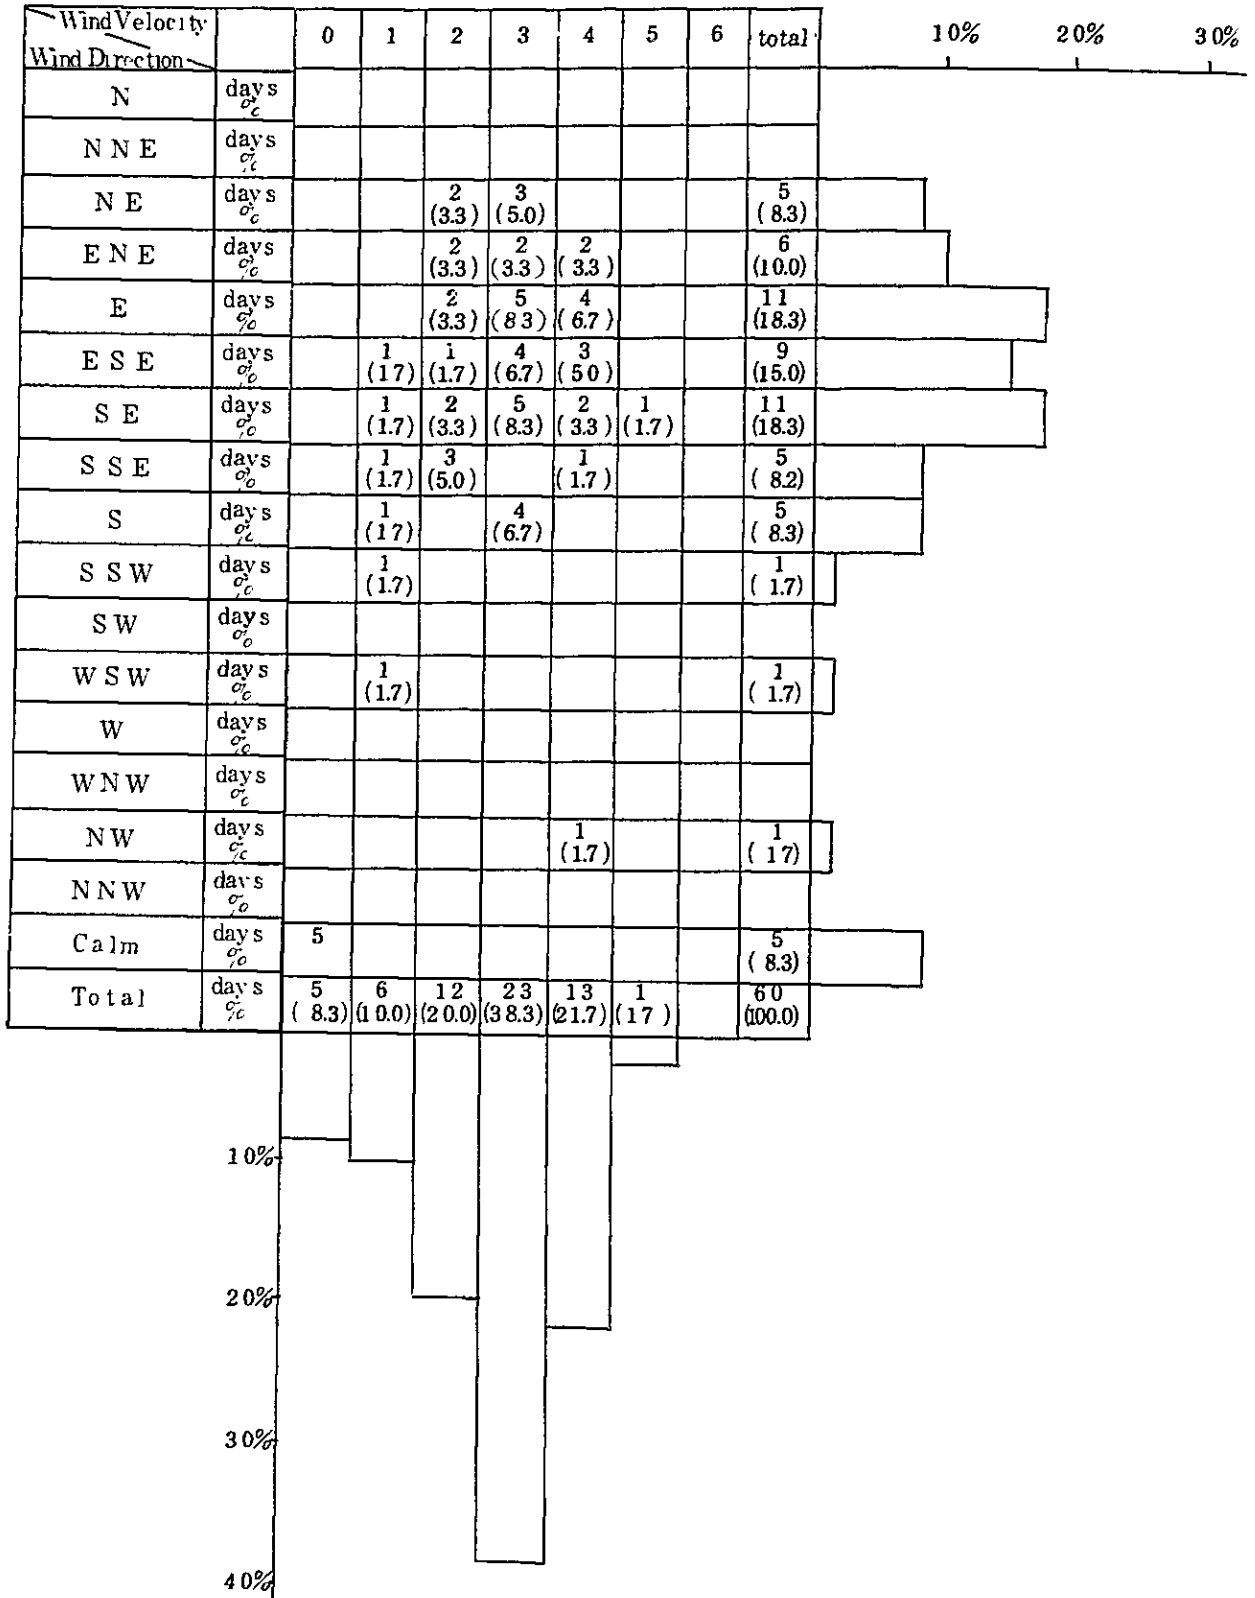 Wind Velocity
Wind Direction
0 1 2 3 4 5 6 total 10% 20% 30%
N days %
NNE days %
NE days % 2 (3.3) 3 (5.0) 5 (8.3)
ENE days % 2 (3.3) 2 (3.3) 2 (3.3) 6 (10.0)
E days % 2 (3.3) 5 (8 3) 4 (6.7) 11 (18.3)
ESE days % 1 (1 7) 1 (1.7) 4 (6.7) 3 (5 0) 9 (15.0)
SE days % 1 (1.7) 2 (3.3) 5 (8.3) 2 (3.3) 1 (1.7) 11 (18.3)
SSE days % 1 (1.7) 3 (5.0) 1 (1.7) 5 (8.2)
S days % 1 (1 7) 4 (6.7) 5 (8.3)
SSW days % 1 (1.7) 1 (1.7)
SW days %
WSW days % 1 (1.7) 1 (1.7)
W days %
WNW days %
NW days % 1 (1.7) 1 (1 7)
NNW days %
Calm days % 5 5 (8.3)
Total days % 5 (8.3) 6 (10.0) 12 (20.0) 23 (38.3) 13 (21.7) 1 (1 7) 60 (100.0)
10%
20%
30%
40%